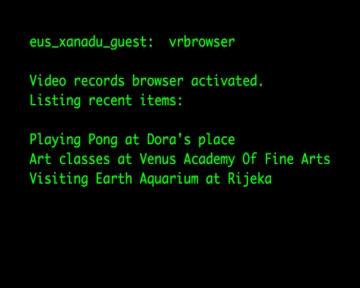 eus_xanadu_guest:  vrbrowser
Video records browser activated.
Listing recent items:
Playing Pong at Dora's place
Art classes at Venus Academy Of Fine Arts
Visiting Earth Aquarium at Rijeka